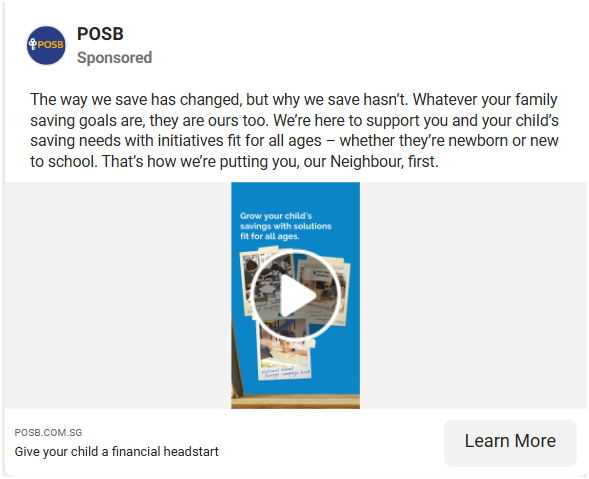 POSB
POSB
Sponsored
The way we save has changed, but why we save hasn’t. Whatever your family
saving goals are, they are ours too. We’re here to support you and your child’s
saving needs with initiatives fit for all ages – whether they’re newborn or new
to school. That’s how we’re putting you, our Neighbour, first.
Grow your child's
savings with solutions
fit for all ages.
National School
Savings Campaign
POSB.COM.SG
Give your child a financial headstart
Learn More